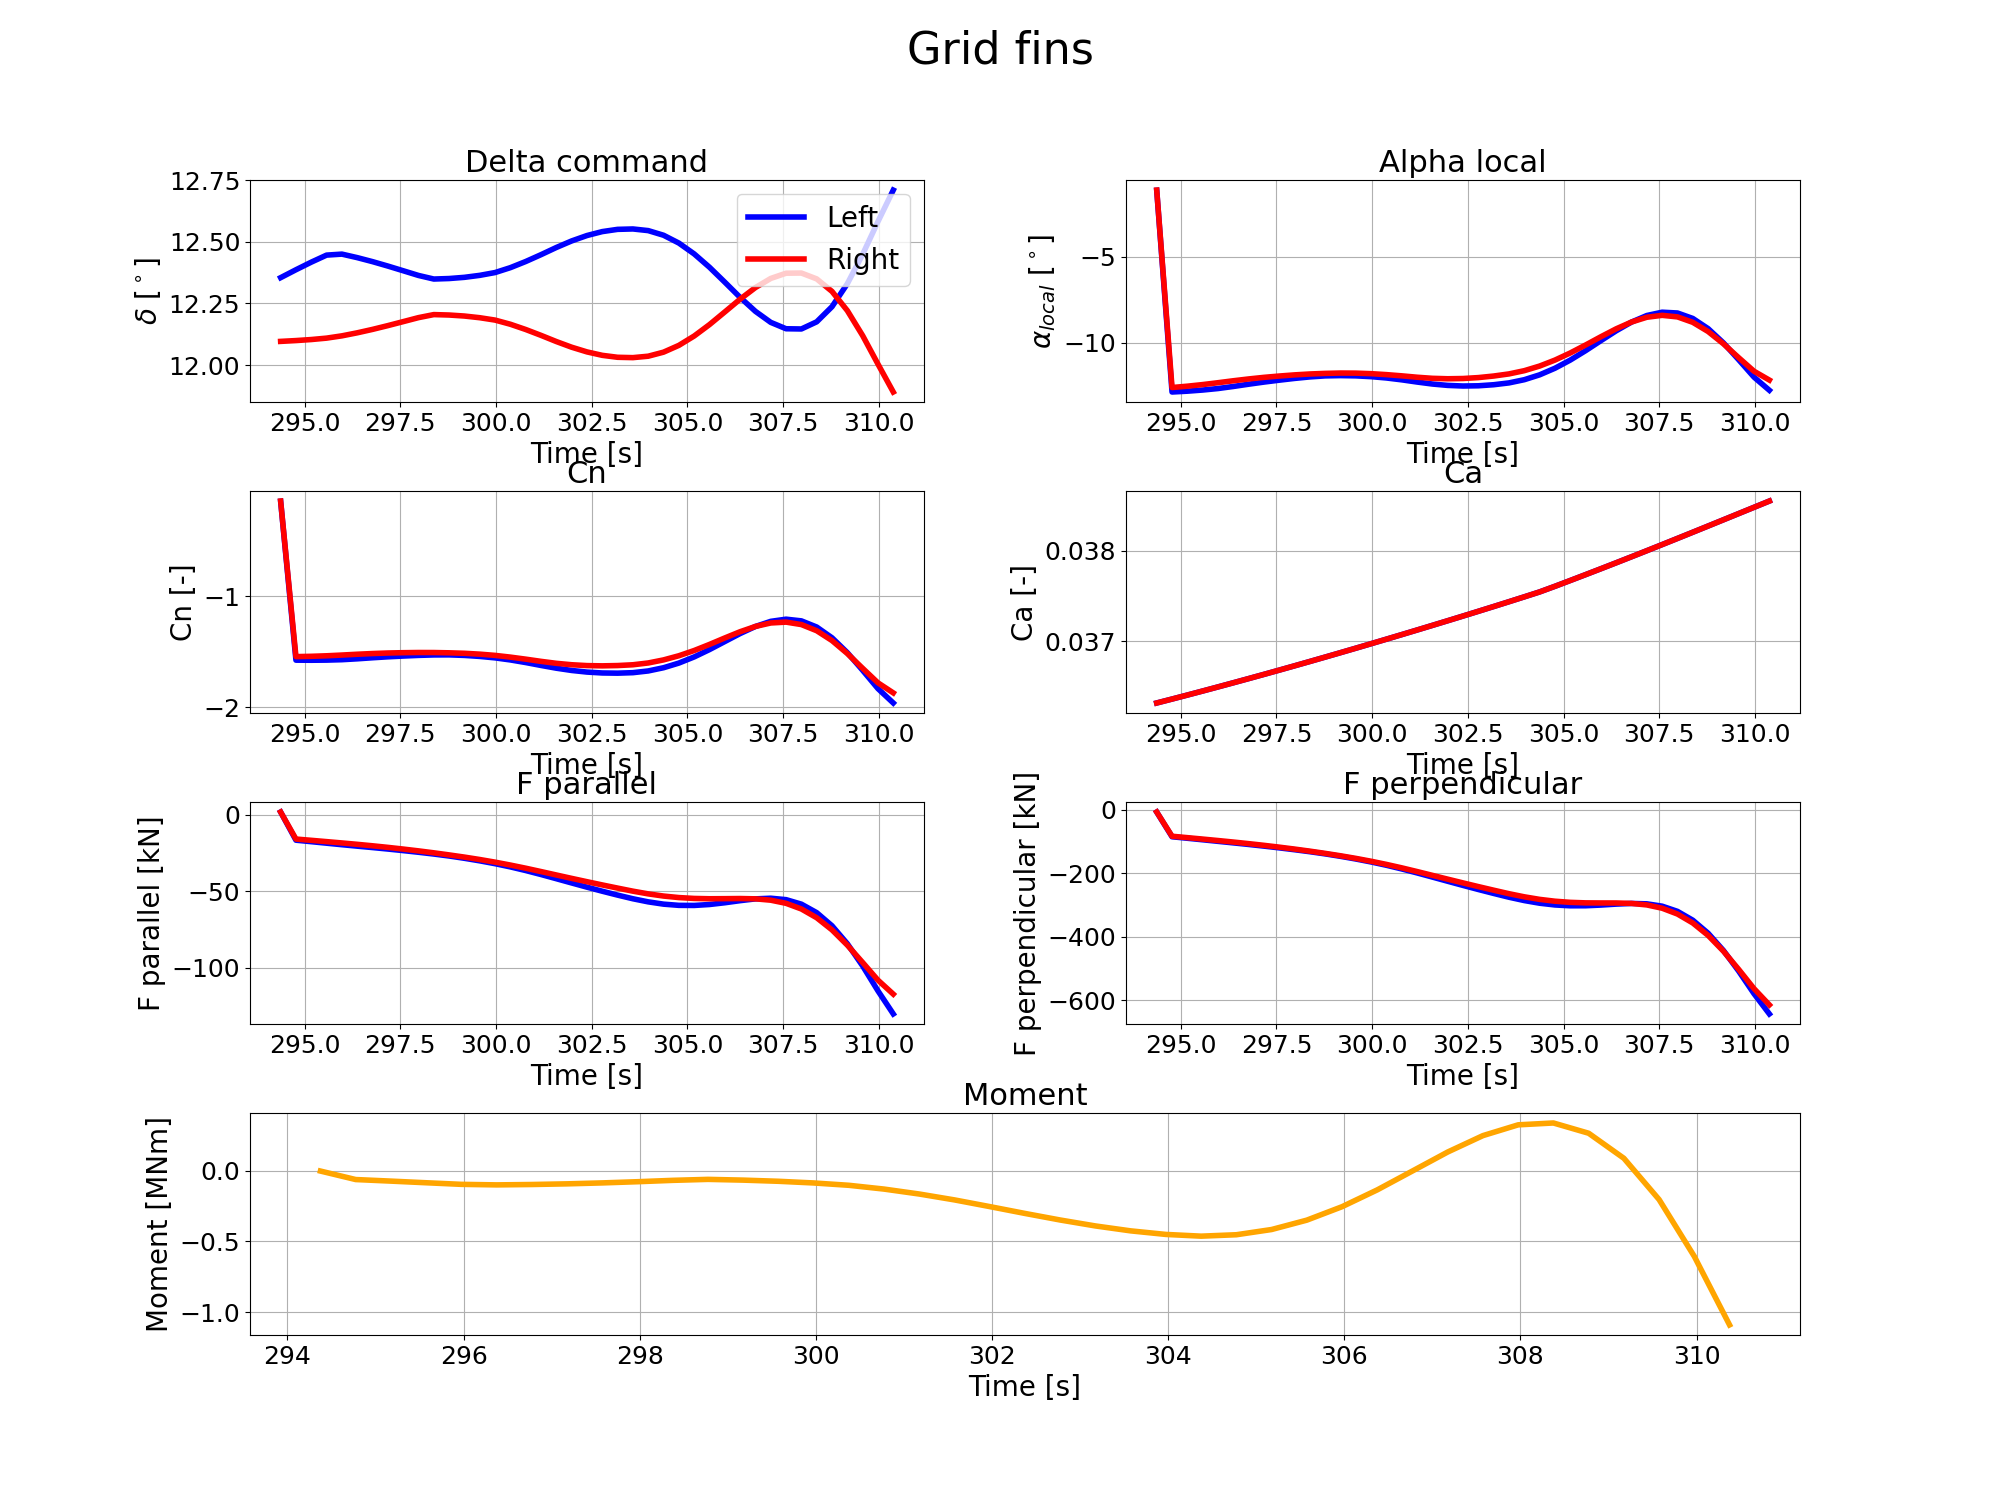 Grid fins
Delta command
δ [°]
12.75
12.50
12.25
12.00
Left
Right
295.0 297.5 300.0 302.5 305.0 307.5 310.0
Time [s]
Alpha local
α_local [°]
−5
−10
295.0 297.5 300.0 302.5 305.0 307.5 310.0
Time [s]
Cn
Cn [-]
−1
−2
295.0 297.5 300.0 302.5 305.0 307.5 310.0
Time [s]
Ca
Ca [-]
0.038
0.037
295.0 297.5 300.0 302.5 305.0 307.5 310.0
Time [s]
F parallel
F parallel [kN]
0
−50
−100
295.0 297.5 300.0 302.5 305.0 307.5 310.0
Time [s]
F perpendicular
F perpendicular [kN]
0
−200
−400
−600
295.0 297.5 300.0 302.5 305.0 307.5 310.0
Time [s]
Moment
Moment [MNm]
0.0
−0.5
−1.0
294 296 298 300 302 304 306 308 310
Time [s]